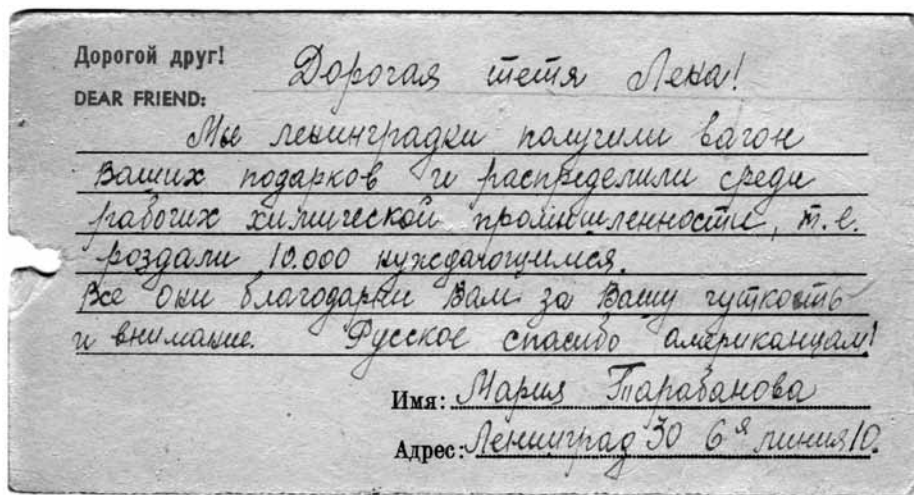 Дорогой друг!
DEAR FRIEND:
Дорогая тетя Лека!
Мы ленинградки получили вагон
Ваших подарков и распределили среди
рабочих химической промышленности, т.е.
роздали 10.000 нуждающимся.
Все они благодарны Вам за Вашу чуткость
и внимание. Русское спасибо американцам!
Имя: Мария Тарабанова
Адрес: Ленинград 30 6я линия 10.